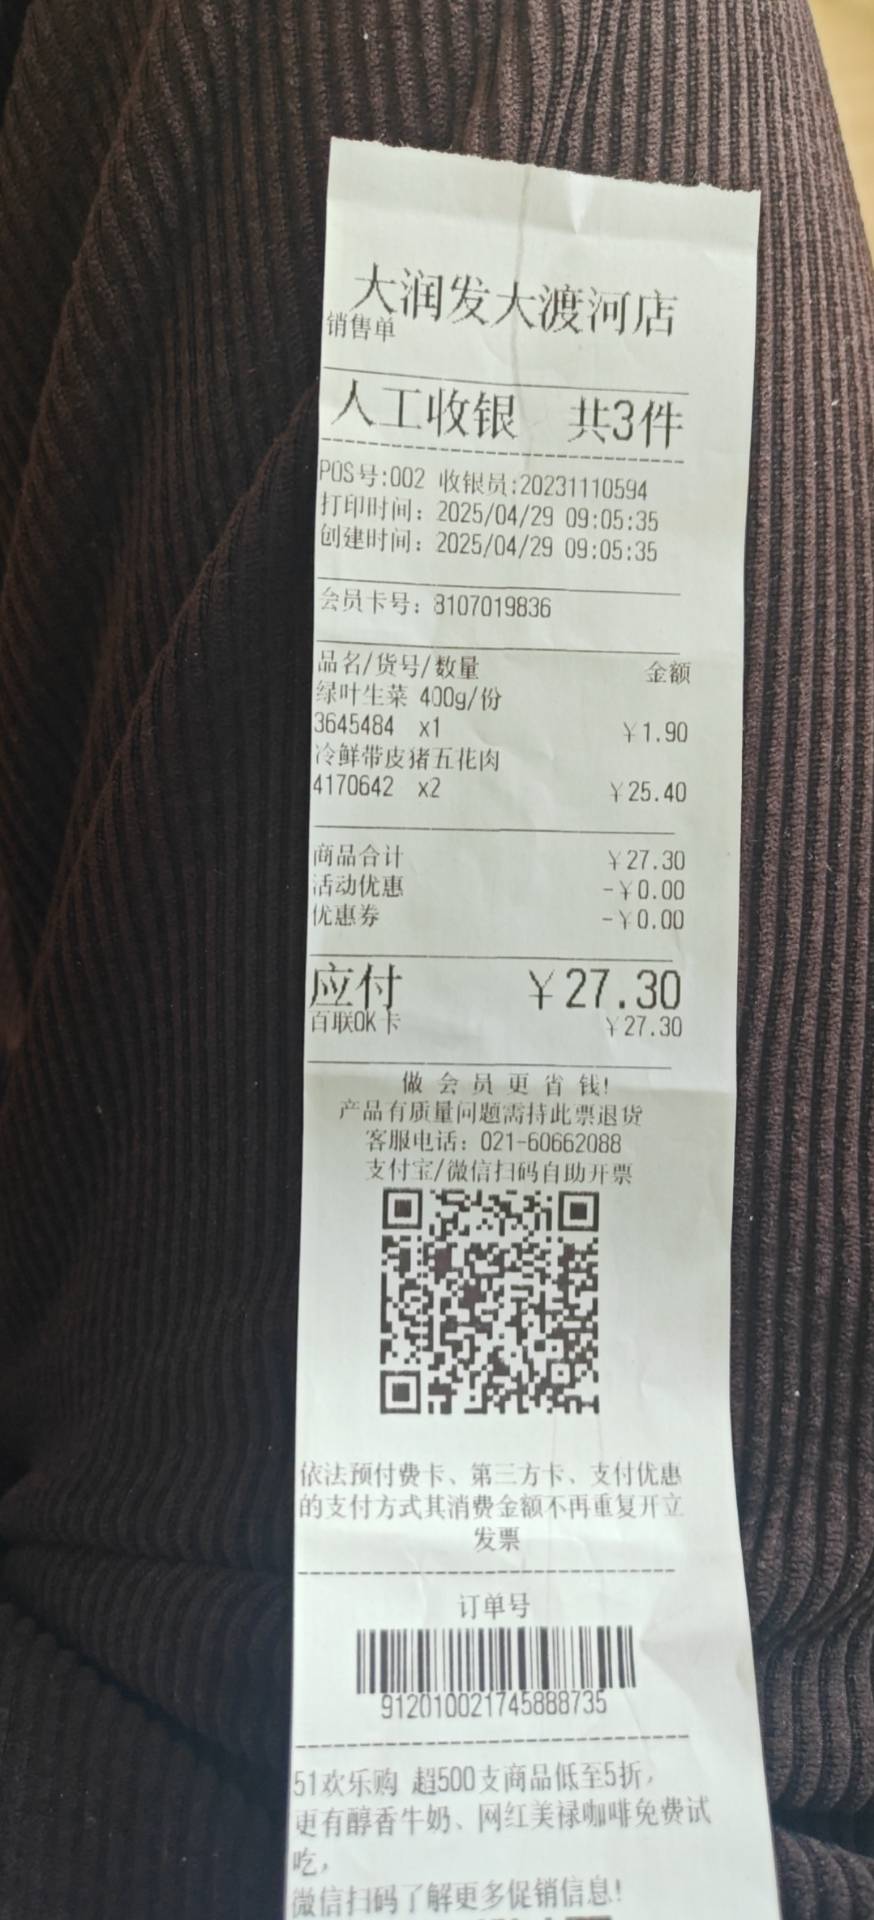 大润发大渡河店
销售单
人工收银 共3件
POS号:002 收银员:20231110594
打印时间：2025/04/29 09:05:35
创建时间：2025/04/29 09:05:35
会员卡号：8107019836
品名/货号/数量 金额
绿叶生菜 400g/份
3645484 x1 ￥1.90
冷鲜带皮猪五花肉
4170642 x2 ￥25.40
商品合计 ￥27.30
活动优惠 -￥0.00
优惠券 -￥0.00
应付 ￥27.30
百联OK卡 ￥27.30
做会员更省钱!
产品有质量问题需持此票退货
客服电话：021-60662088
支付宝/微信扫码自助开票
依法预付费卡、第三方卡、支付优惠
的支付方式其消费金额不再重复开立
发票
订单号
912010021745888735
51欢乐购 超500支商品低至5折，
更有醇香牛奶、网红美禄咖啡免费试
吃，
微信扫码了解更多促销信息!